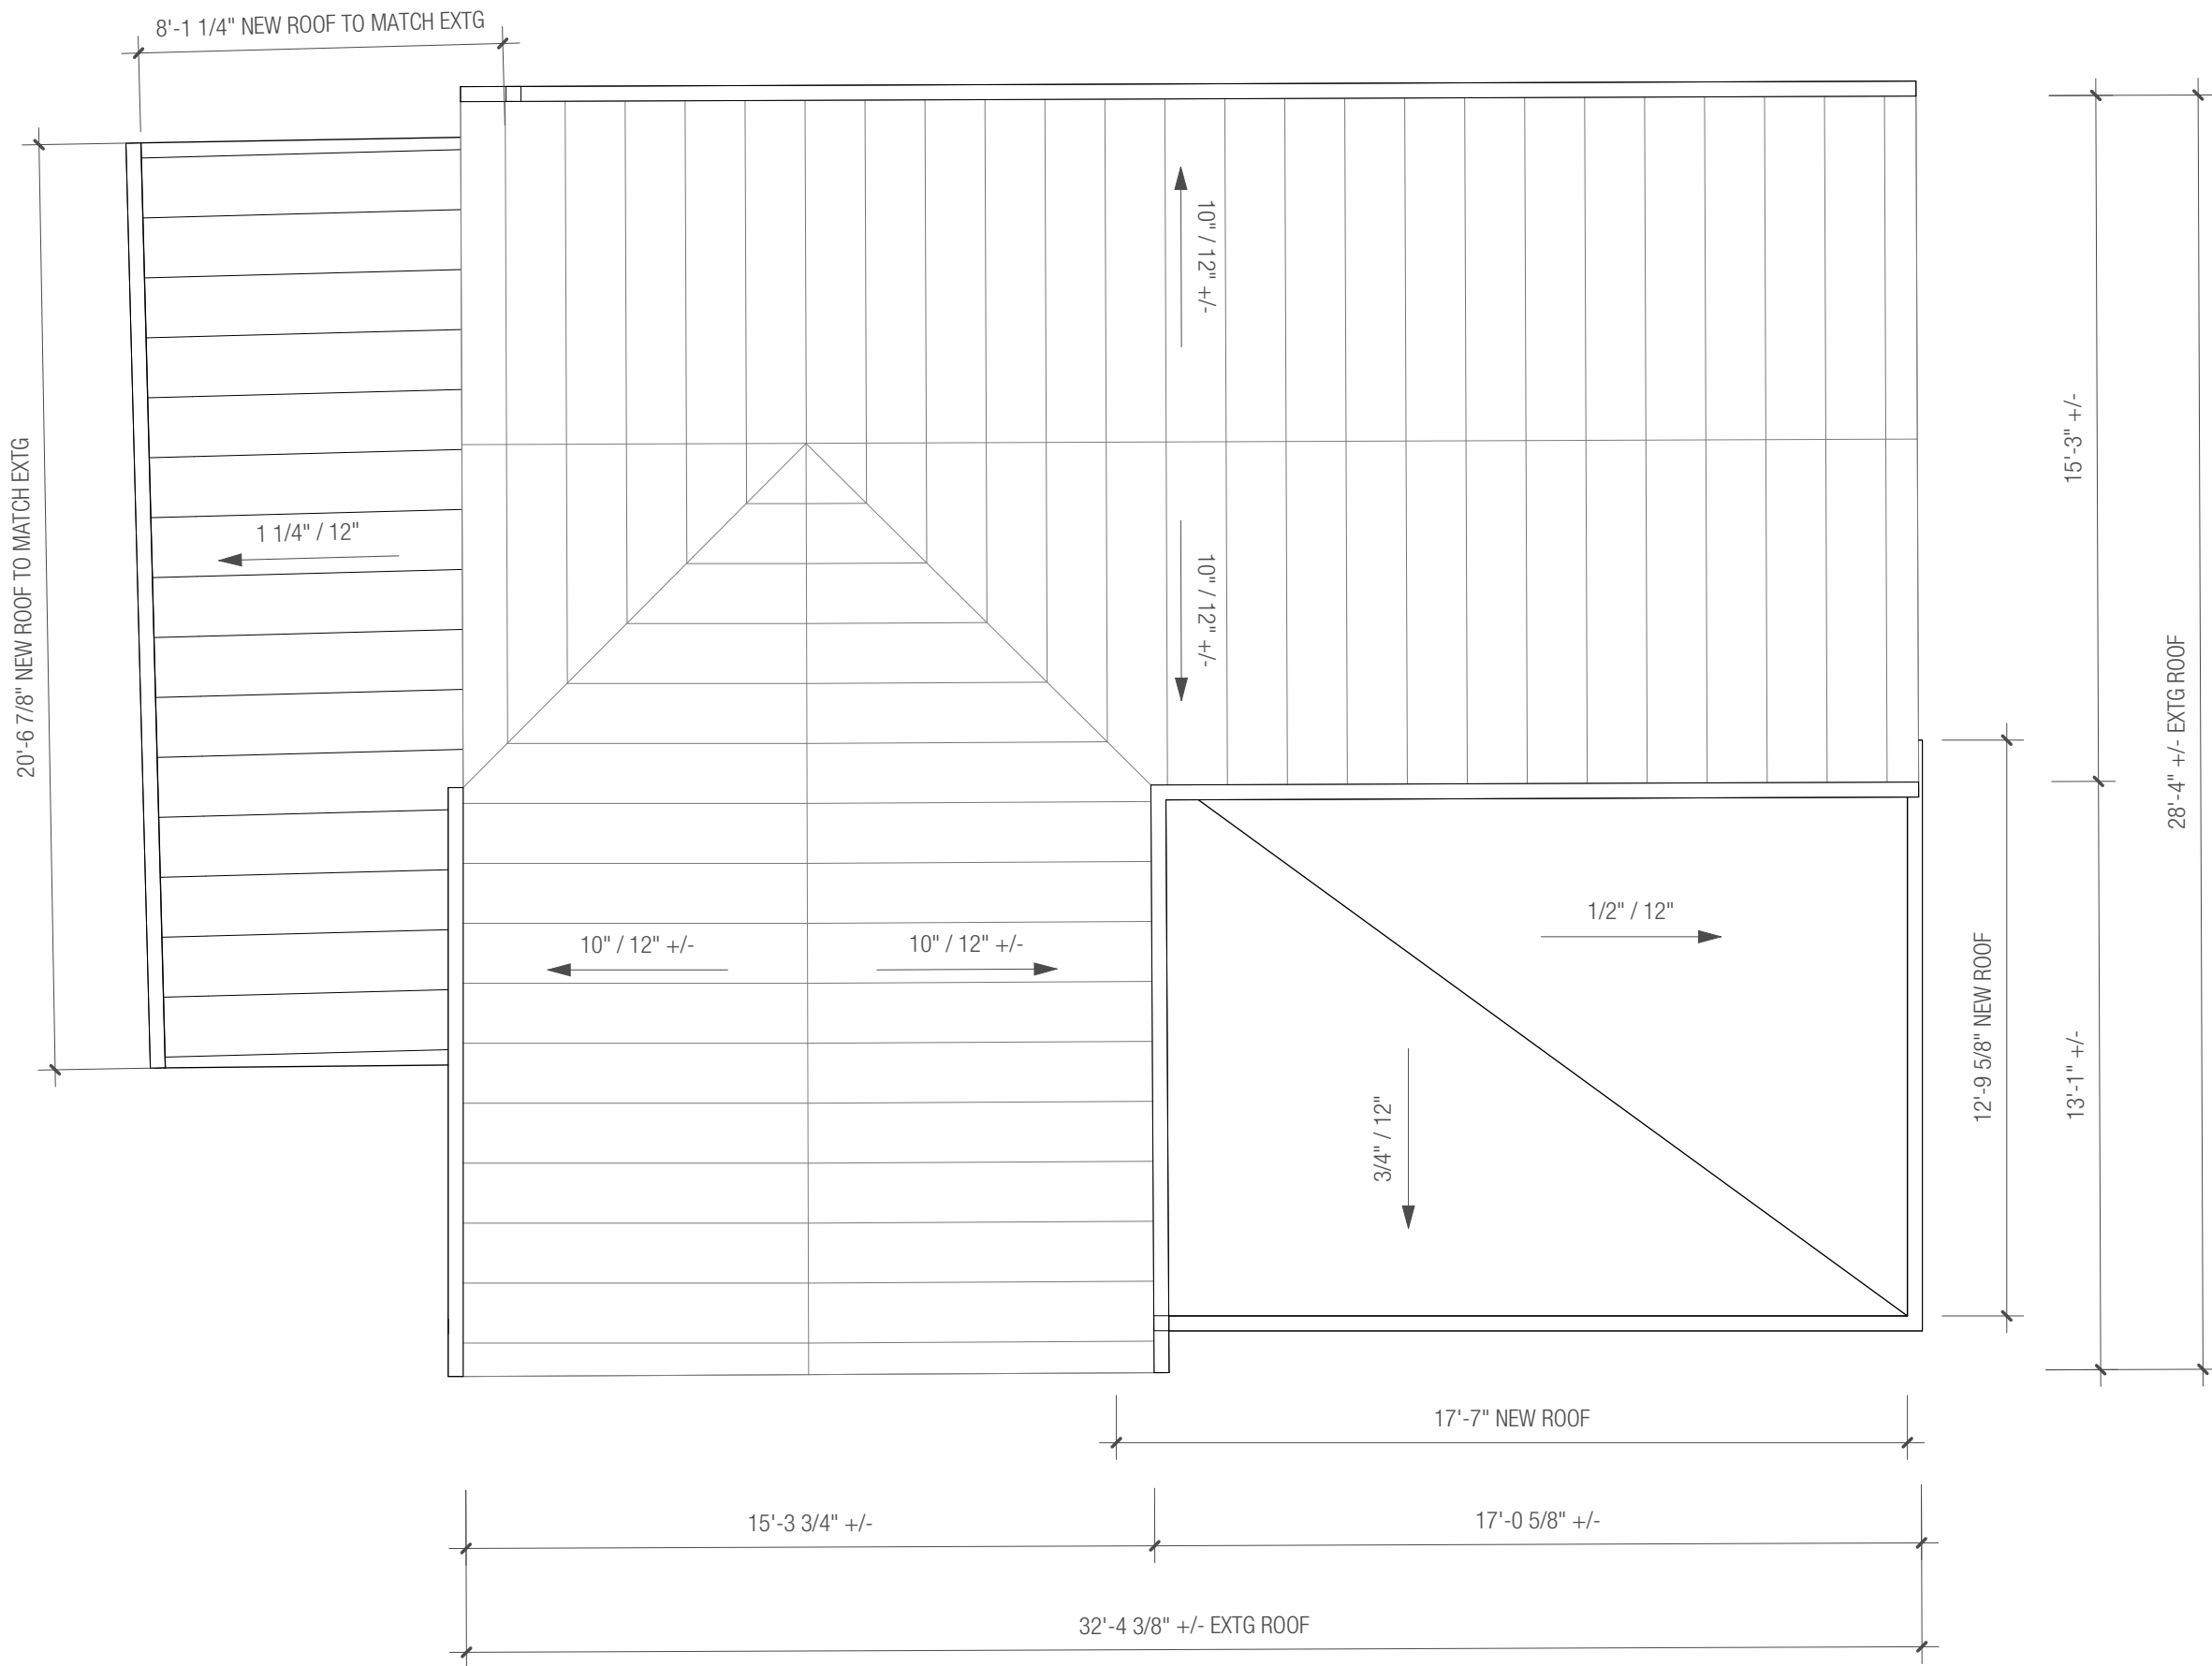 8'-1 1/4" NEW ROOF TO MATCH EXTG
10" / 12" +/-
15'-3" +/-
20'-6 7/8" NEW ROOF TO MATCH EXTG
1 1/4" / 12"
10" / 12" +/-
28'-4" +/- EXTG ROOF
1/2" / 12"
10" / 12" +/-
10" / 12" +/-
12'-9 5/8" NEW ROOF
13'-1" +/-
3/4" / 12"
17'-7" NEW ROOF
15'-3 3/4" +/-
17'-0 5/8" +/-
32'-4 3/8" +/- EXTG ROOF